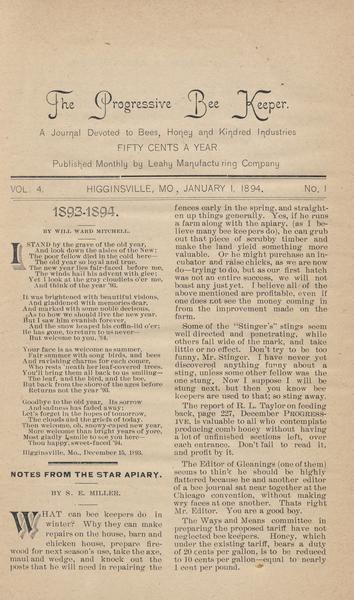 The Progressive Bee Keeper.
A Journal Devoted to Bees, Honey and Kindred Industries
FIFTY CENTS A YEAR.
Published Monthly by Leahy Manufacturing Company
VOL. 4. HIGGINSVILLE, MO., JANUARY 1, 1894. No. 1
1893-1894.
BY WILL WARD MITCHELL.
I STAND by the grave of the old year,
And look down the aisles of the New;
The poor fellow died in the cold here—
The old year so loyal and true.
The new year lies fair-faced before me,
The winds hail his advent with glee;
Yet I look at the gray cloudlets o'er me,
And think of the year '93.
It was brightened with beautiful visions,
And gladdened with memories dear,
And marked with some noble decisions,
As to how we should live the new year.
But I saw him evanish forever,
And the snow heaped his coffin-lid o'er;
He has gone, to return to us never—
But welcome to you, '94.
Your face is as welcome as summer,
Fair summer with song birds, and bees
And ravishing charms for each comer,
Who rests 'neath her leaf-covered trees.
You'll bring them all back to us smiling—
The leaf, and the bird, and the bee,
But back from the shore of the ages before
Returns not the year '93.
Goodbye to the old year, Its sorrow
And sadness has faded away;
Let's forget in the hopes of tomorrow,
The clouds and the griefs of today.
Then welcome, oh, snowy-craped new year,
More welcome than bright years of yore,
Most gladly I smile to see you here—
Thou happy, sweet-faced '94.
Higginsville, Mo., December 15, 1893.
NOTES FROM THE STAR APIARY.
BY S. E. MILLER.
WHAT can bee keepers do in
winter? Why they can make
repairs on the house, barn and
chicken house, prepare fire-
wood for next season's use, take the axe,
maul and wedge, and knock out the
posts that he will need in repairing the
fences early in the spring, and straight-
en up things generally. Yes, if he runs
a farm along with the apiary, (as I be-
lieve many bee keepers do), he can grub
out that piece of scrubby timber and
make the land yield something more
valuable. Or he might purchase an in-
cubator and raise chicks, as we are now
do—trying to do, but as our first hatch
was not an entire success, we will not
boast any just yet. I believe all of the
above mentioned are profitable, even if
one does not see the money coming in
from the improvement made on the
farm.
Some of the "Stinger's" stings seem
well directed and penetrating, while
others fall wide of the mark, and take
little or no effect. Don't try to be too
funny, Mr. Stinger. I have never yet
discovered anything funny about a
sting, unless some other fellow was the
one stung. Now I suppose I will be
stung next, but then you know bee
keepers are used to that; so sting away.
The report of R. L. Taylor on feeding
back, page 227, December PROGRESS-
IVE, is valuable to all who contemplate
producing comb honey without having
a lot of unfinished sections left, over
each entrance. Don't fail to read it,
and profit by it.
The Editor of Gleanings (one of them)
seems to think he should be highly
flattered because he and another editor
of a bee journal sat near together at the
Chicago convention, without making
wry faces at one another. Thats right
Mr. Editor. You are a good boy.
The Ways and Means committee in
preparing the proposed tariff have not
neglected bee keepers. Honey, which
under the existing tariff, bears a duty
of 20 cents per gallon, is to be reduced
to 10 cents per gallon—equal to nearly
1 cent per pound.